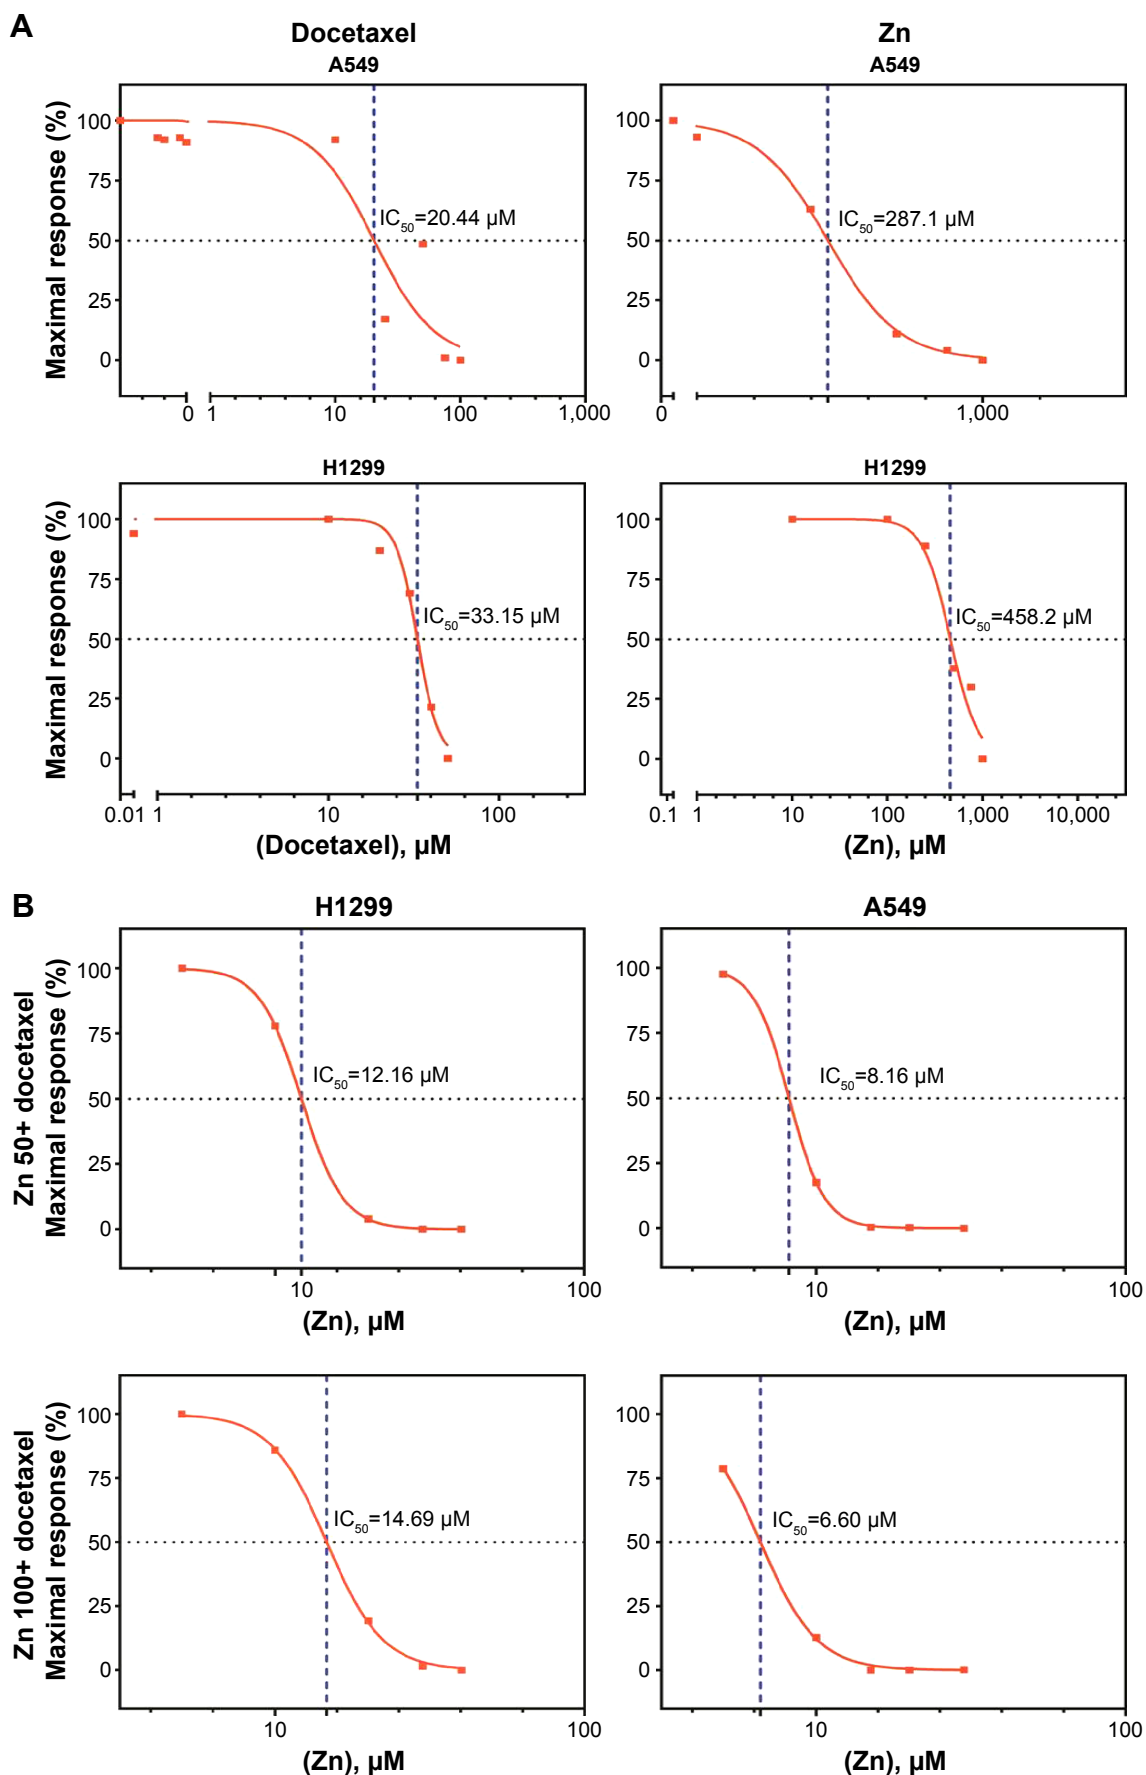 A
Docetaxel
Zn
A549
A549
Maximal response (%)
100
75
50
25
0
IC50=20.44 µM
0 1 10 100 1,000
100
75
50
25
0
IC50=287.1 µM
0 1,000
H1299
H1299
Maximal response (%)
100
75
50
25
0
IC50=33.15 µM
0.01 1 10 100
(Docetaxel), µM
100
75
50
25
0
IC50=458.2 µM
0.1 1 10 100 1,000 10,000
(Zn), µM
B
H1299
A549
Zn 50+ docetaxel
Maximal response (%)
100
75
50
25
0
IC50=12.16 µM
10 100
(Zn), µM
100
75
50
25
0
IC50=8.16 µM
10 100
(Zn), µM
Zn 100+ docetaxel
Maximal response (%)
100
75
50
25
0
IC50=14.69 µM
10 100
(Zn), µM
100
75
50
25
0
IC50=6.60 µM
10 100
(Zn), µM